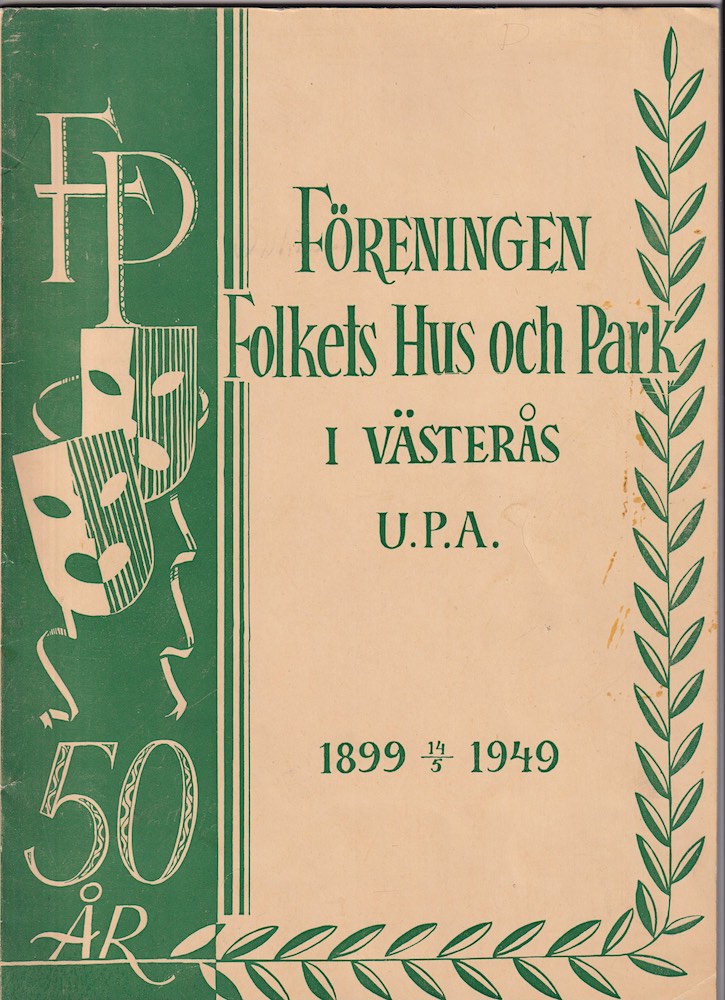 FP
50
ÅR
FÖRENINGEN
Folkets Hus och Park
I VÄSTERÅS
U.P.A.
1899 14/5 1949
D